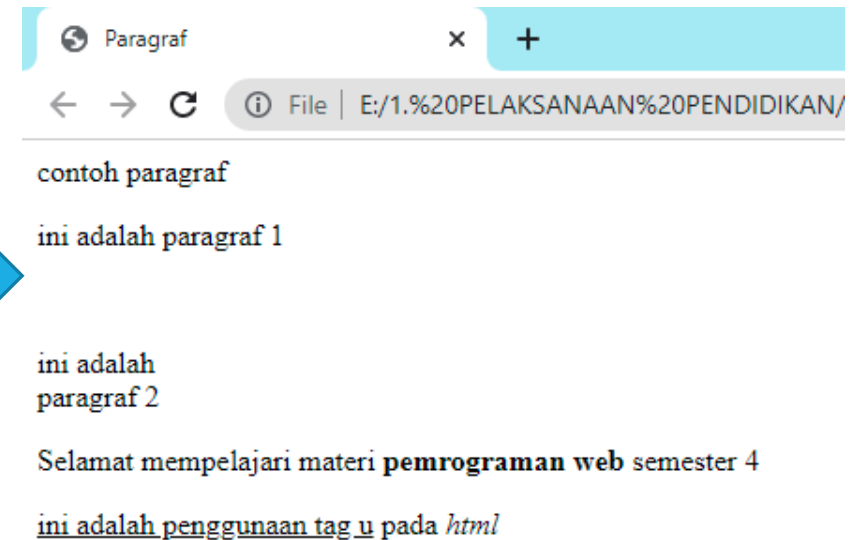 Paragraf
File | E:/1.%20PELAKSANAAN%20PENDIDIKAN/
contoh paragraf
ini adalah paragraf 1
ini adalah
paragraf 2
Selamat mempelajari materi pemrograman web semester 4
ini adalah penggunaan tag u pada html